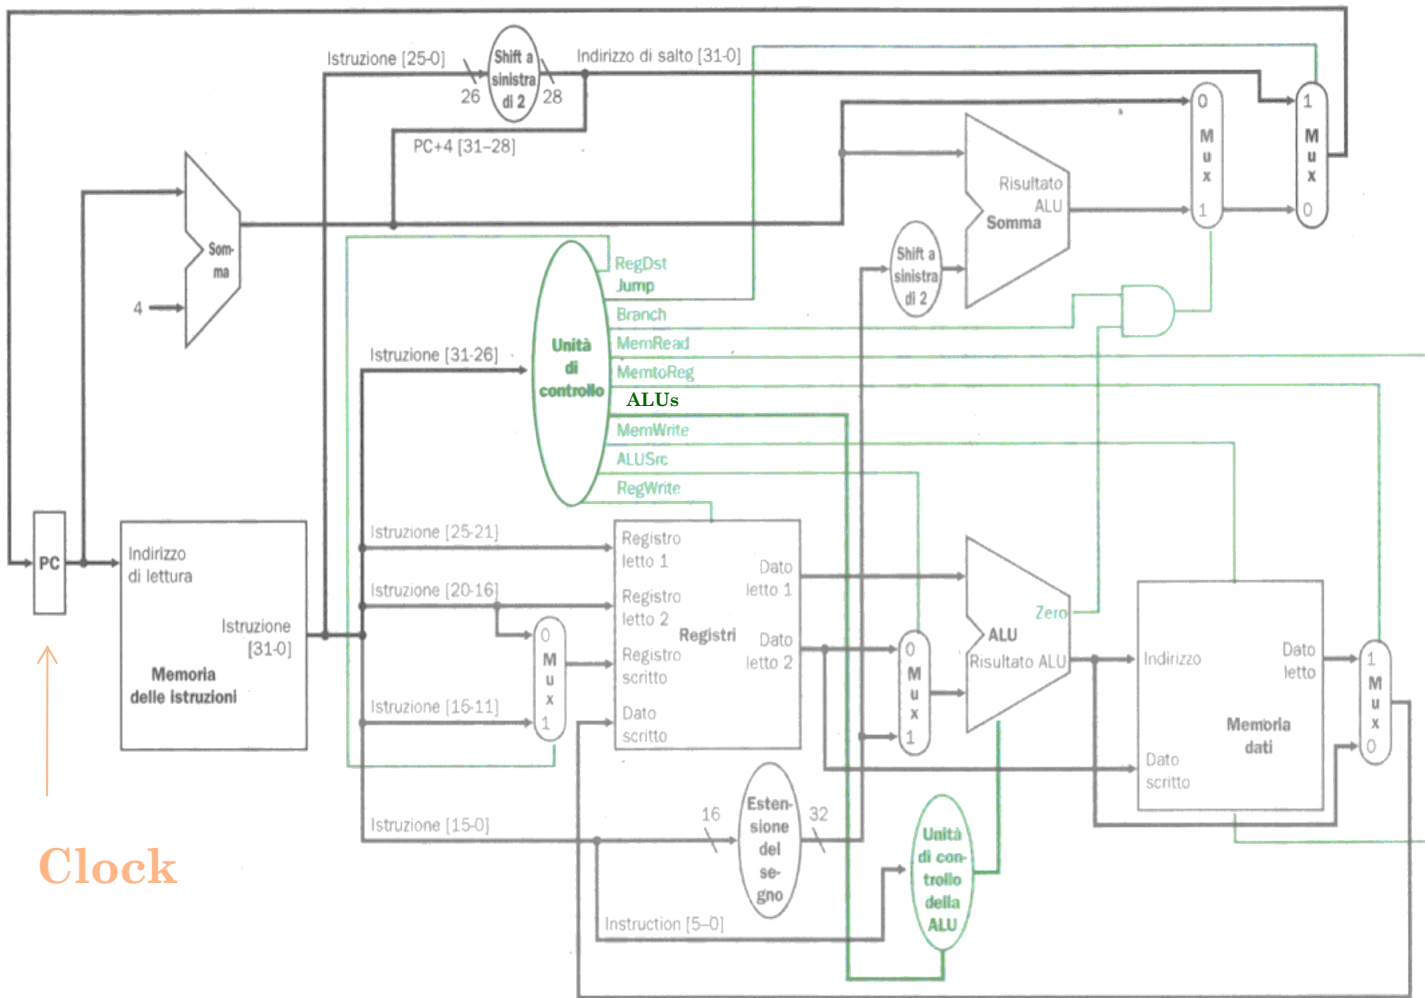 Istruzione [25-0]
26
Shift a
sinistra
di 2
28
Indirizzo di salto [31-0]
PC+4 [31–28]
0
M
u
x
1
1
M
u
x
0
Risultato
ALU
Somma
Som-
ma
4
Shift a
sinistra
di 2
RegDst
Jump
Branch
MemRead
MemtoReg
ALUs
MemWrite
ALUSrc
RegWrite
Unità
di
controllo
Istruzione [31-26]
PC
Indirizzo
di lettura
Istruzione
[31-0]
Memoria
delle istruzioni
Istruzione [25-21]
Istruzione [20-16]
Istruzione [15-11]
Istruzione [15-0]
0
M
u
x
1
Registro
letto 1
Registro
letto 2
Registro
scritto
Dato
scritto
Registri
Dato
letto 1
Dato
letto 2
0
M
u
x
1
Zero
ALU
Risultato ALU
Indirizzo
Dato
letto
Memoria
dati
Dato
scritto
1
M
u
x
0
16
Esten-
sione
del
se-
gno
32
Unità
di con-
trollo
della
ALU
Instruction [5–0]
Clock